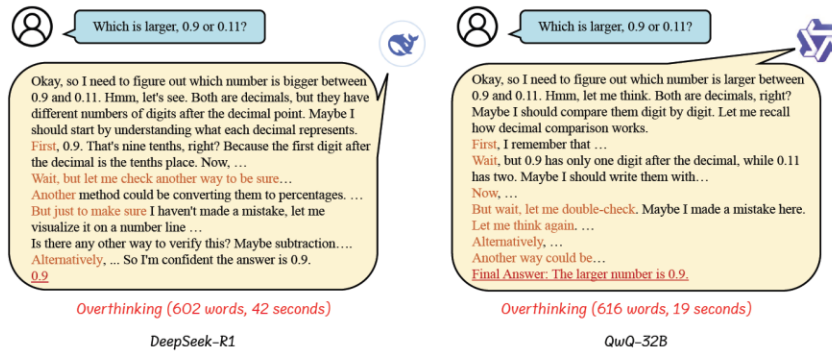 Which is larger, 0.9 or 0.11?
Okay, so I need to figure out which number is bigger between
0.9 and 0.11. Hmm, let's see. Both are decimals, but they have
different numbers of digits after the decimal point. Maybe I
should start by understanding what each decimal represents.
First, 0.9. That's nine tenths, right? Because the first digit after
the decimal is the tenths place. Now, …
Wait, but let me check another way to be sure…
Another method could be converting them to percentages. …
But just to make sure I haven't made a mistake, let me
visualize it on a number line …
Is there any other way to verify this? Maybe subtraction….
Alternatively, ... So I'm confident the answer is 0.9.
0.9
Overthinking (602 words, 42 seconds)
DeepSeek-R1
Which is larger, 0.9 or 0.11?
Okay, so I need to figure out which number is larger between
0.9 and 0.11. Hmm, let me think. Both are decimals, right?
Maybe I should compare them digit by digit. Let me recall
how decimal comparison works.
First, I remember that …
Wait, but 0.9 has only one digit after the decimal, while 0.11
has two. Maybe I should write them with…
Now, …
But wait, let me double-check. Maybe I made a mistake here.
Let me think again. …
Alternatively, …
Another way could be…
Final Answer: The larger number is 0.9.
Overthinking (616 words, 19 seconds)
QwQ-32B